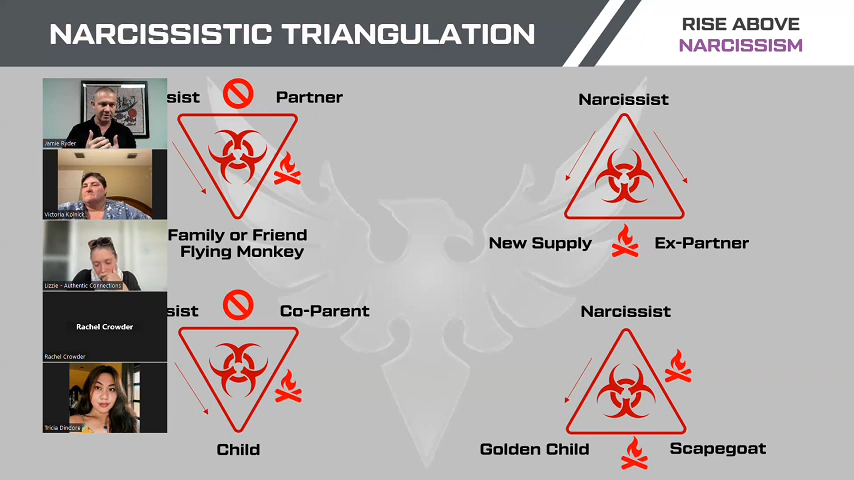 NARCISSISTIC TRIANGULATION
RISE ABOVE
NARCISSISM
sist
Partner
Narcissist
Jamie Ryder
Victoria Kolnick
Family or Friend
Flying Monkey
New Supply
Ex-Partner
Lizzie - Authentic Connections
sist
Co-Parent
Narcissist
Rachel Crowder
Rachel Crowder
Tricia Dindora
Child
Golden Child
Scapegoat